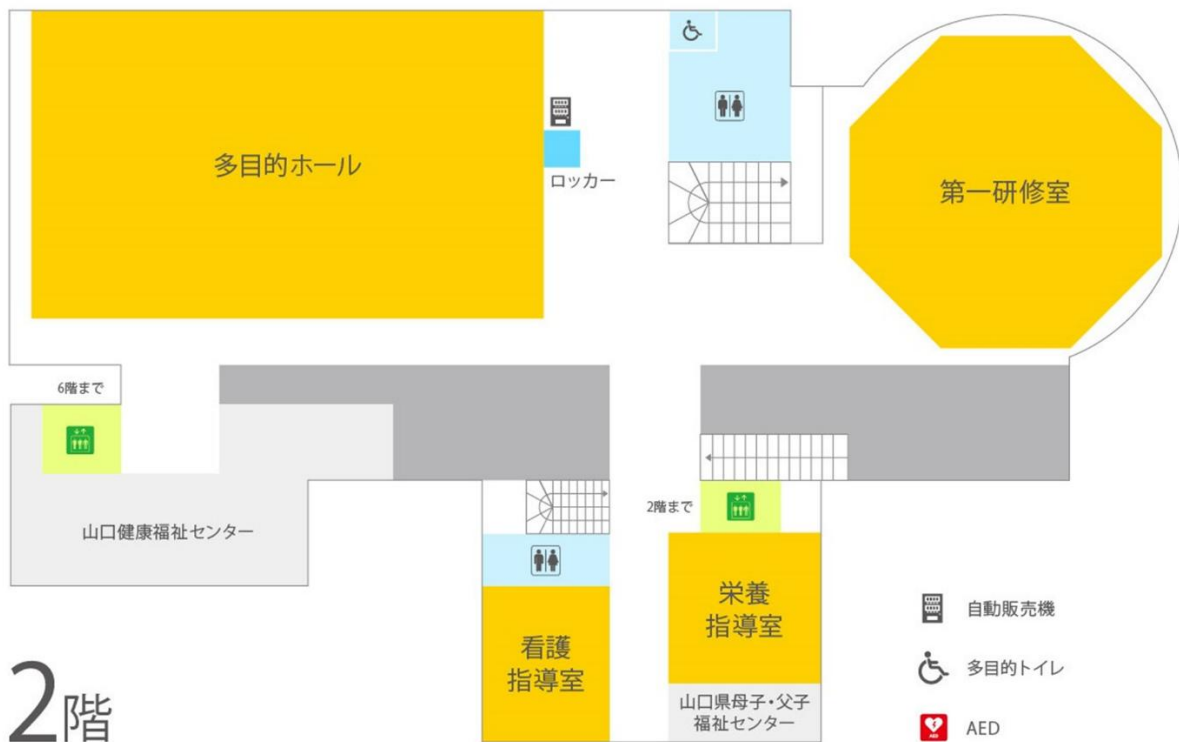 多目的ホール
ロッカー
第一研修室
6階まで
山口健康福祉センター
2階まで
栄養
指導室
看護
指導室
山口県母子・父子
福祉センター
2階
自動販売機
多目的トイレ
AED
AED